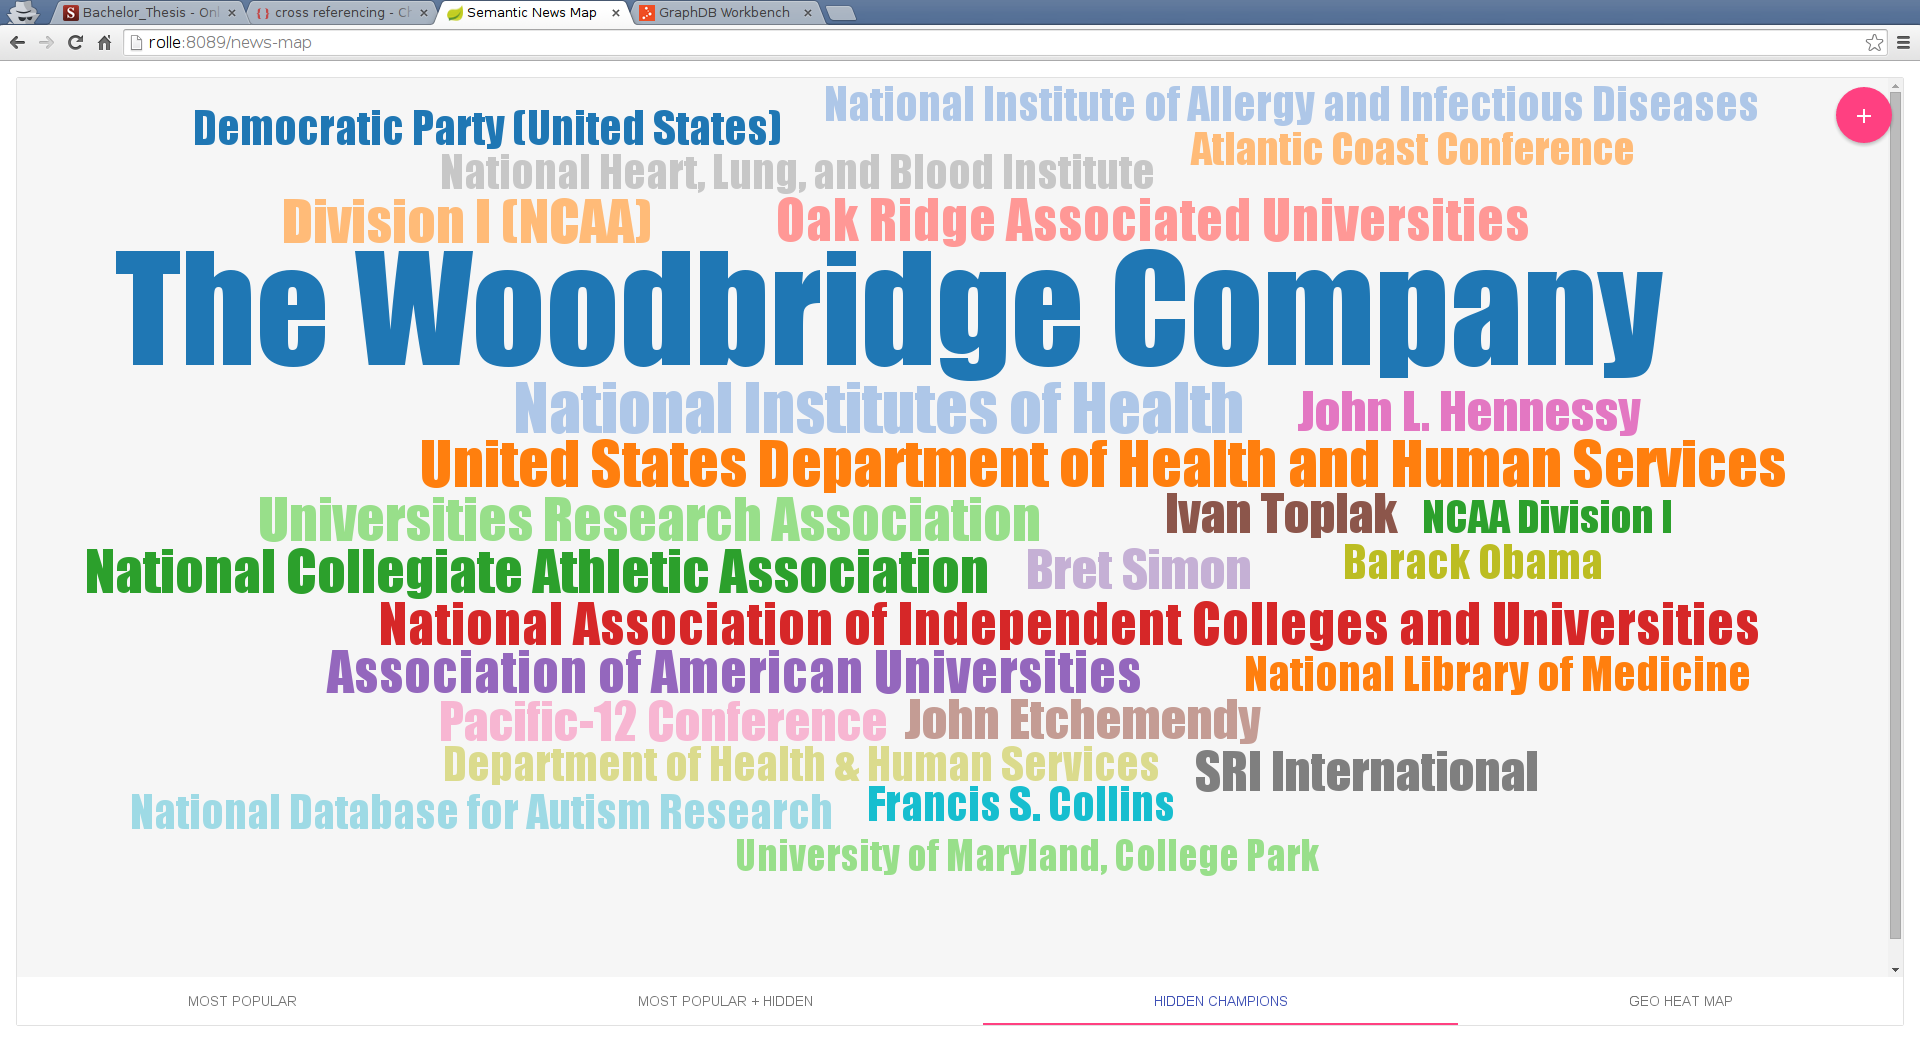 Bachelor_Thesis - Onl
cross referencing - Ch
Semantic News Map
GraphDB Workbench
rolle:8089/news-map
National Institute of Allergy and Infectious Diseases
Democratic Party (United States)
Atlantic Coast Conference
National Heart, Lung, and Blood Institute
Division I (NCAA)
Oak Ridge Associated Universities
The Woodbridge Company
National Institutes of Health
John L. Hennessy
United States Department of Health and Human Services
Universities Research Association
Ivan Toplak
NCAA Division I
National Collegiate Athletic Association
Bret Simon
Barack Obama
National Association of Independent Colleges and Universities
Association of American Universities
National Library of Medicine
Pacific-12 Conference
John Etchemendy
Department of Health & Human Services
SRI International
National Database for Autism Research
Francis S. Collins
University of Maryland, College Park
MOST POPULAR
MOST POPULAR + HIDDEN
HIDDEN CHAMPIONS
GEO HEAT MAP